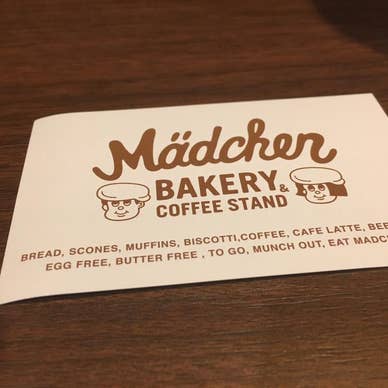 Mädchen
BAKERY &
COFFEE STAND
BREAD, SCONES, MUFFINS, BISCOTTI,COFFEE, CAFE LATTE,
EGG FREE, BUTTER FREE , TO GO, MUNCH OUT, EAT